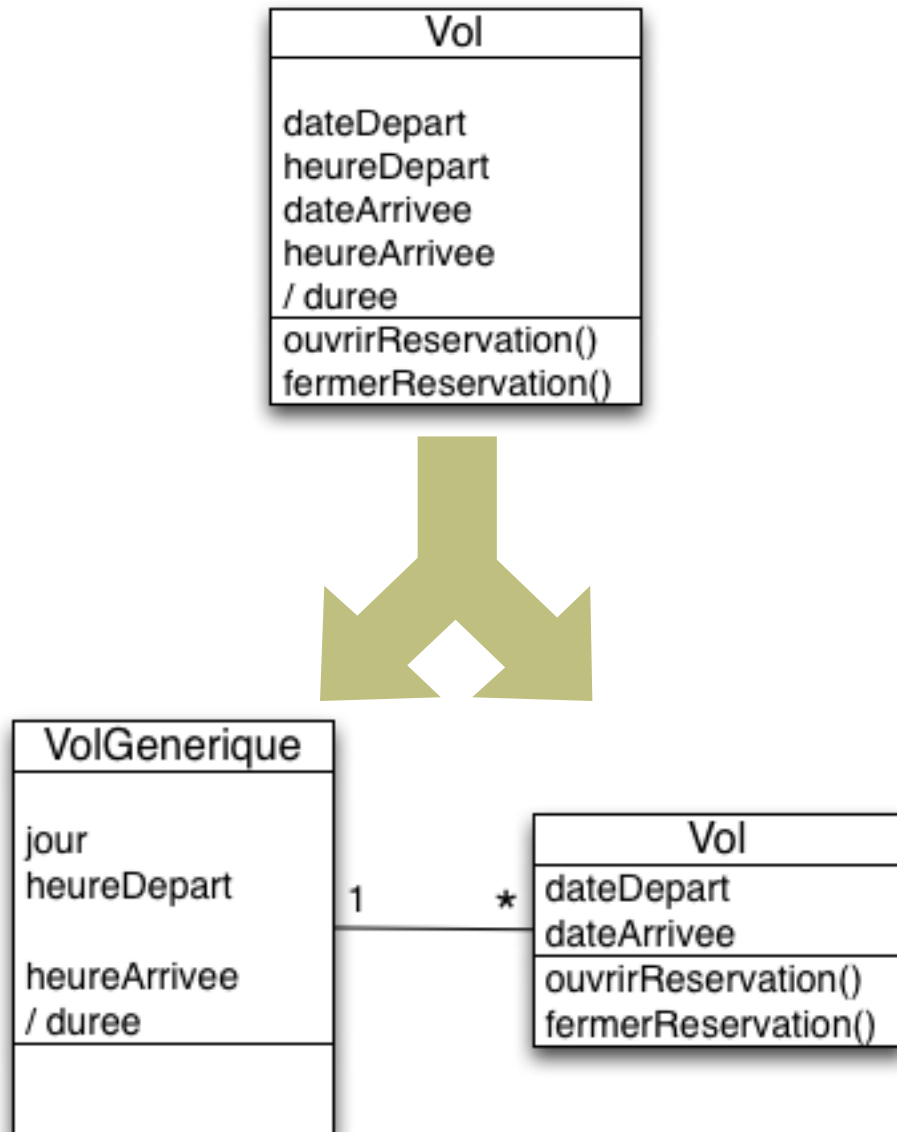 Vol
dateDepart
heureDepart
dateArrivee
heureArrivee
/ duree
ouvrirReservation()
fermerReservation()
VolGenerique
jour
heureDepart
heureArrivee
/ duree
1
*
Vol
dateDepart
dateArrivee
ouvrirReservation()
fermerReservation()